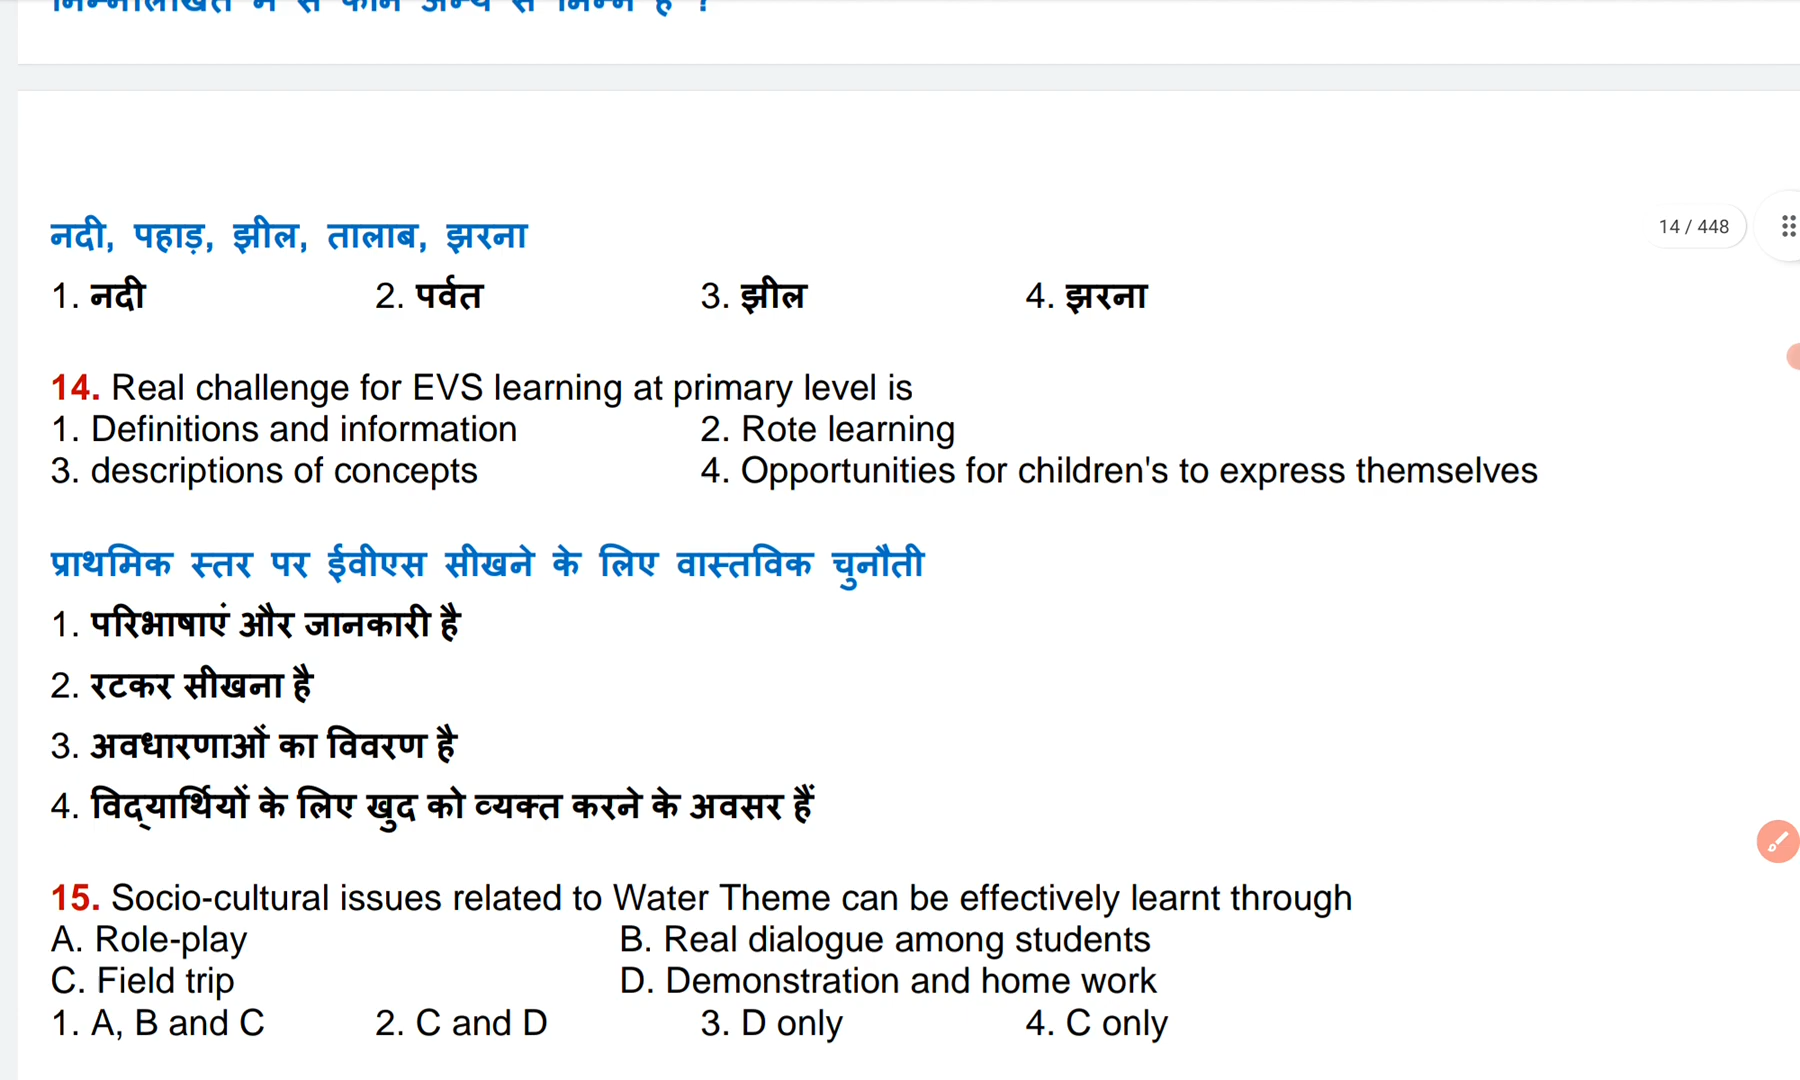 निम्नलिखित में से कौन अन्य से भिन्न है ?
नदी, पहाड़, झील, तालाब, झरना
14 / 448
1. नदी 2. पर्वत 3. झील 4. झरना
14. Real challenge for EVS learning at primary level is
1. Definitions and information 2. Rote learning
3. descriptions of concepts 4. Opportunities for children's to express themselves
प्राथमिक स्तर पर ईवीएस सीखने के लिए वास्तविक चुनौती
1. परिभाषाएं और जानकारी है
2. रटकर सीखना है
3. अवधारणाओं का विवरण है
4. विद्यार्थियों के लिए खुद को व्यक्त करने के अवसर हैं
15. Socio-cultural issues related to Water Theme can be effectively learnt through
A. Role-play B. Real dialogue among students
C. Field trip D. Demonstration and home work
1. A, B and C 2. C and D 3. D only 4. C only